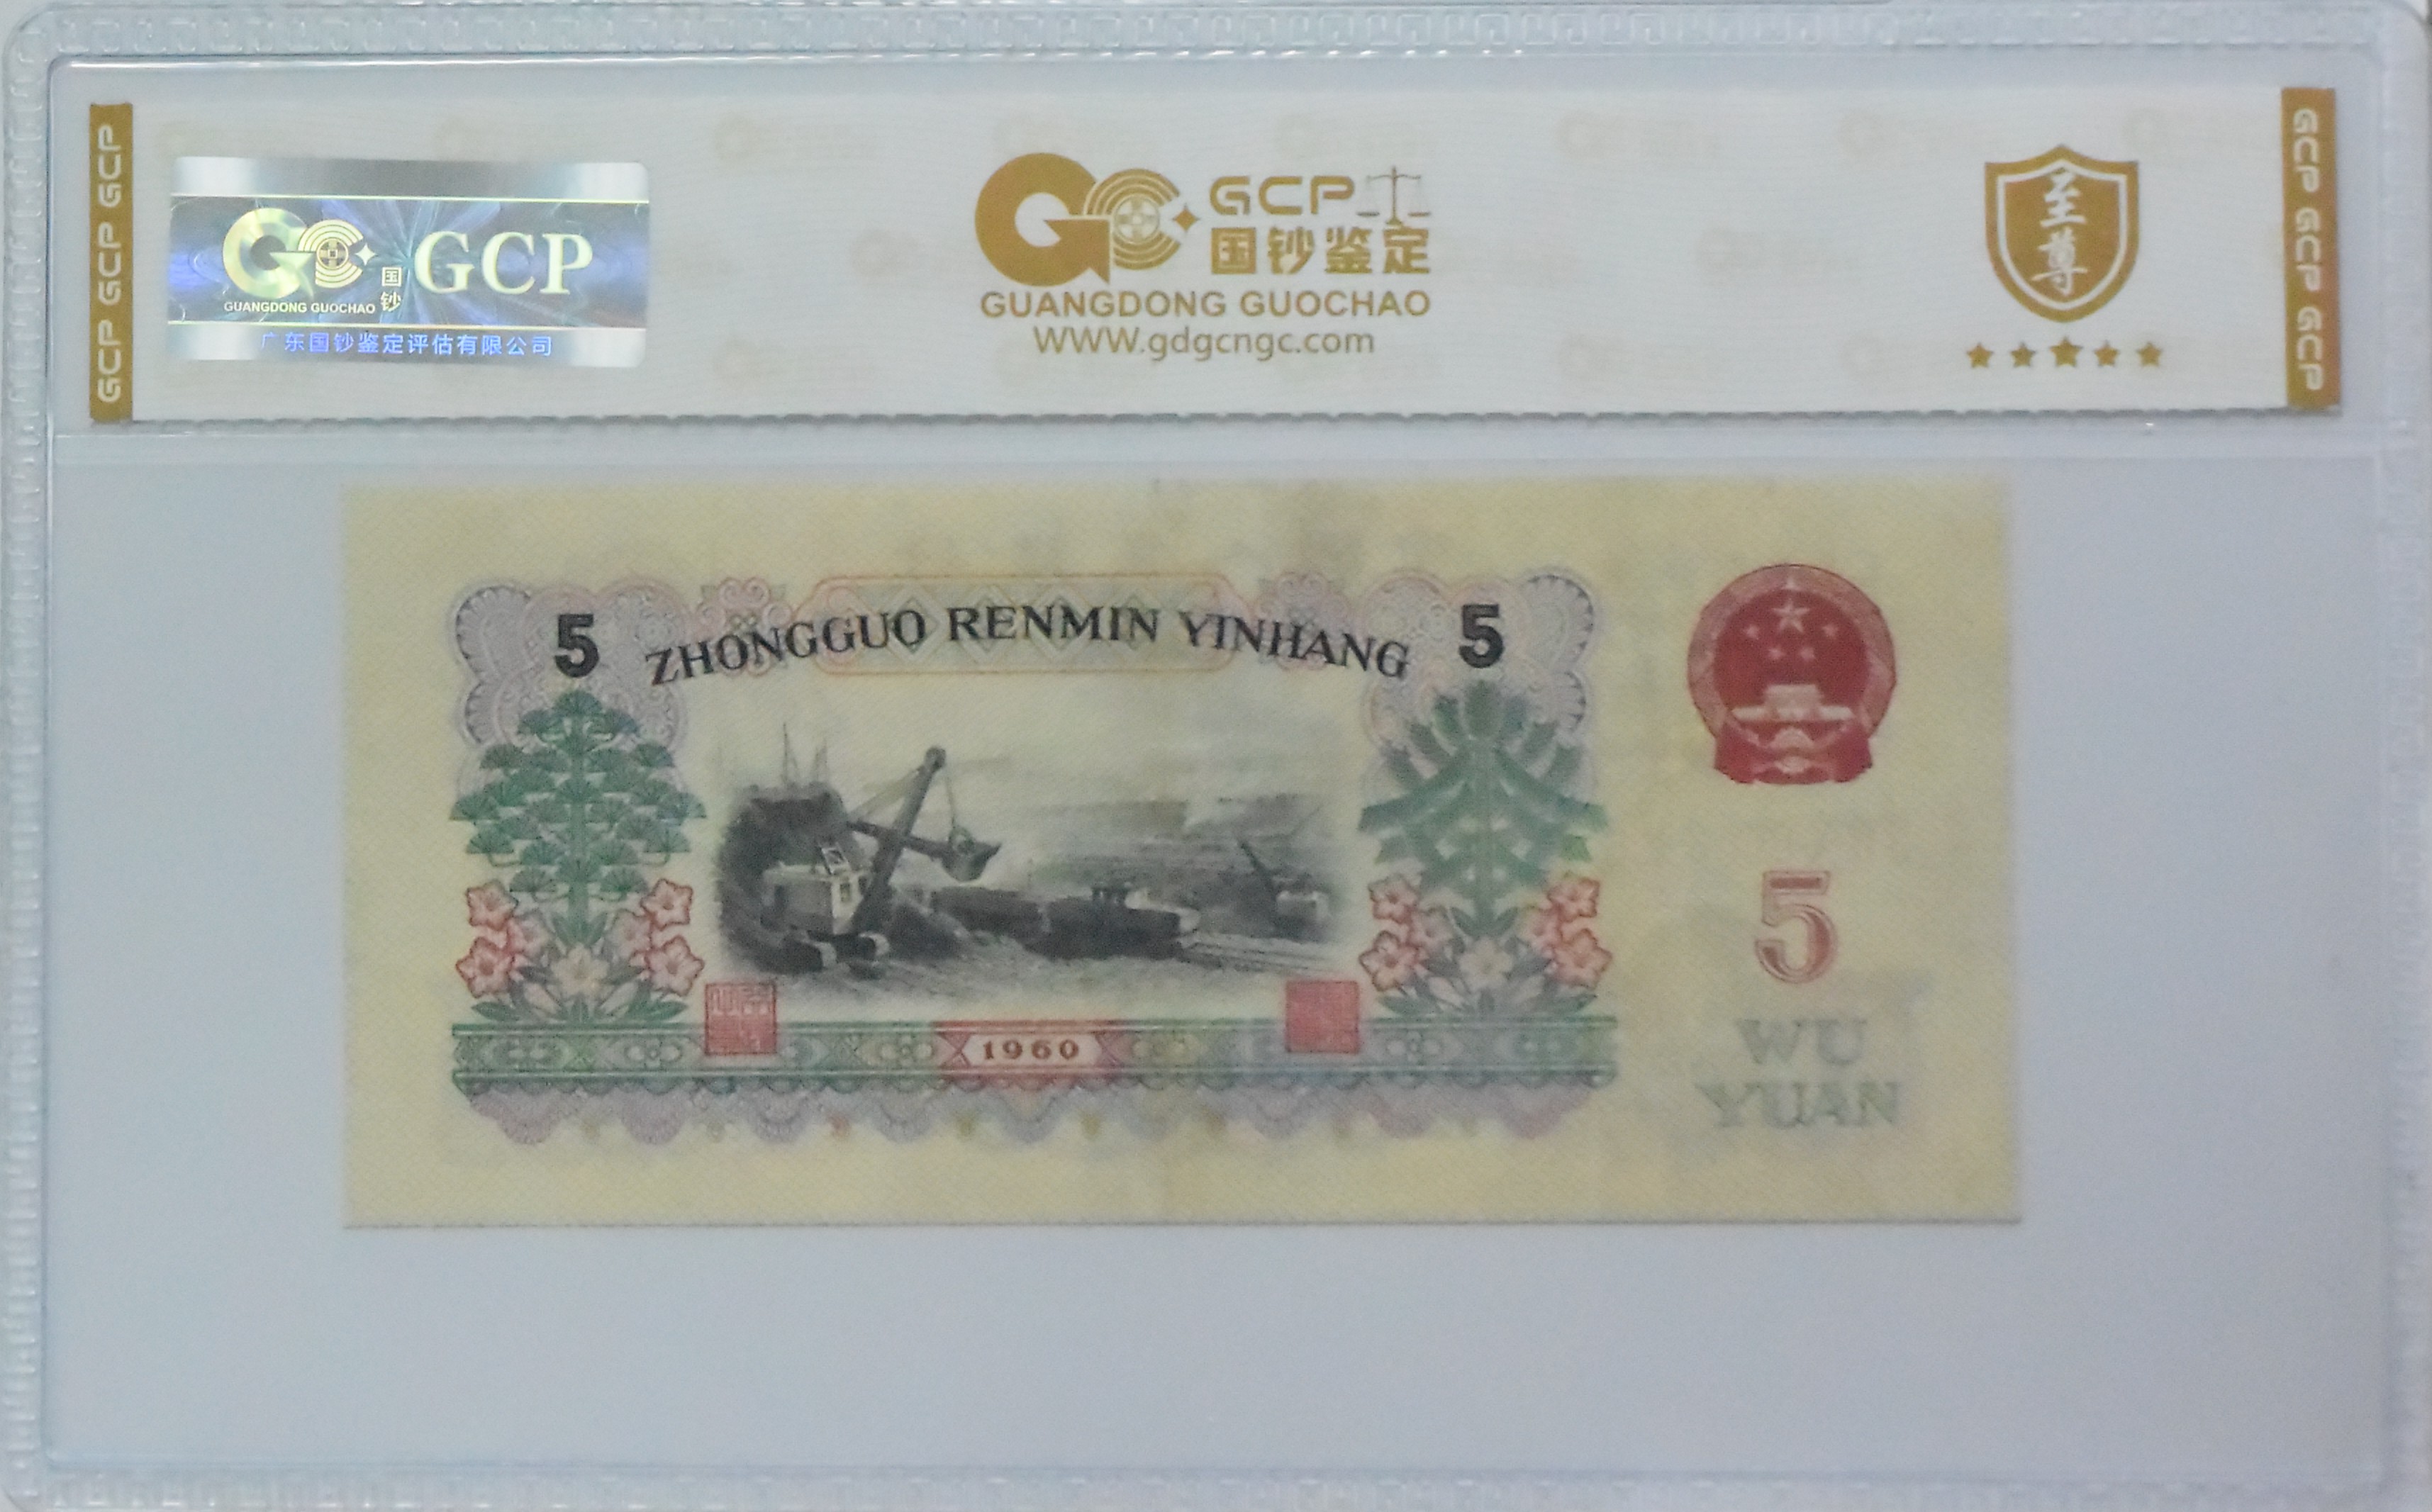 GCP GCP GCP
GUANGDONG GUOCHAO
国钞
GCP
广东国钞鉴定评估有限公司
GCP
国钞鉴定
GUANGDONG GUOCHAO
WWW.gdgcngc.com
至尊
GCP GCP GCP
5 ZHONGGUO RENMIN YINHANG 5
1960
5
WU
YUAN